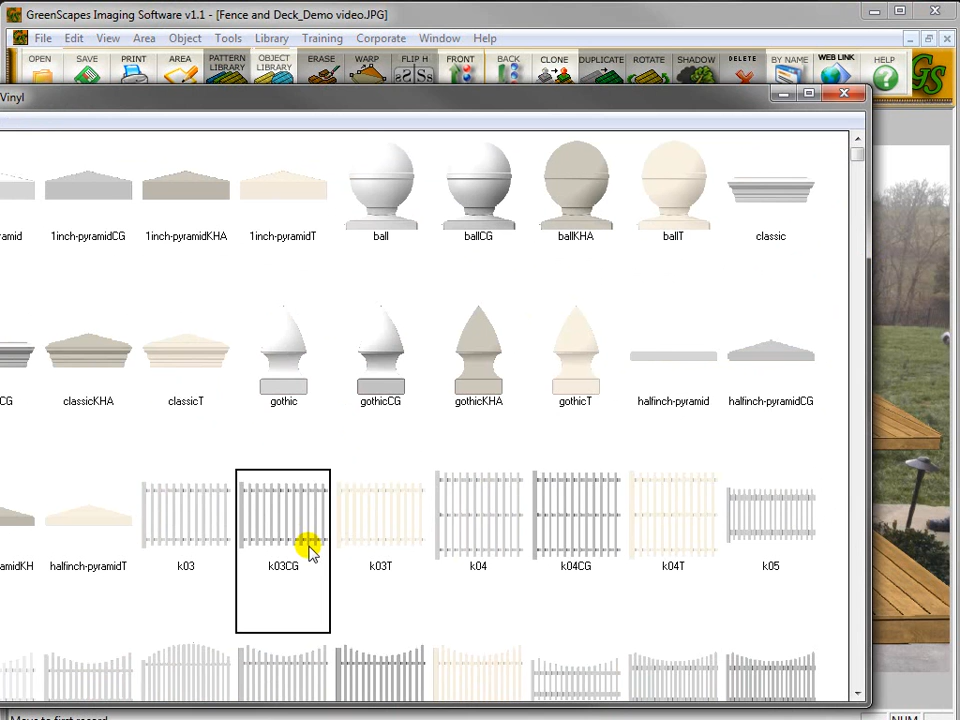 GreenScapes Imaging Software v1.1 - [Fence and Deck_Demo video.JPG]
File Edit View Area Object Tools Library Training Corporate Window Help
OPEN SAVE PRINT AREA PATTERN LIBRARY OBJECT LIBRARY ERASE WARP FLIP H FRONT BACK CLONE DUPLICATE ROTATE SHADOW DELETE BY NAME WEB LINK HELP
GS
Vinyl
amid 1inch-pyramidCG 1inch-pyramidKHA 1inch-pyramidT ball ballCG ballKHA ballT classic
CG classicKHA classicT gothic gothicCG gothicKHA gothicT halfinch-pyramid halfinch-pyramidCG
amidKH halfinch-pyramidT k03 k03CG k03T k04 k04CG k04T k05
Move to first record
NUM